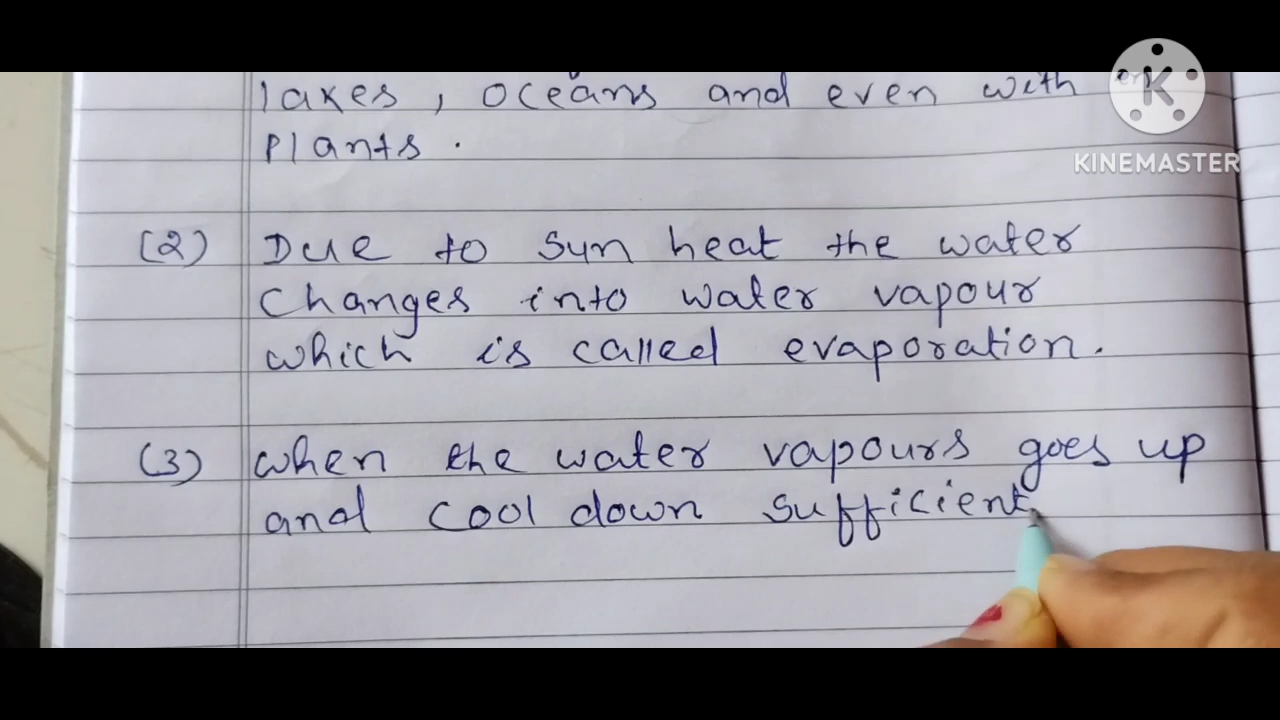 lakes, oceans and even with in
plants.
(2) Due to sun heat the water
changes into water vapour
which is called evaporation.
(3) when the water vapours goes up
and cool down sufficient
K
KINEMASTER